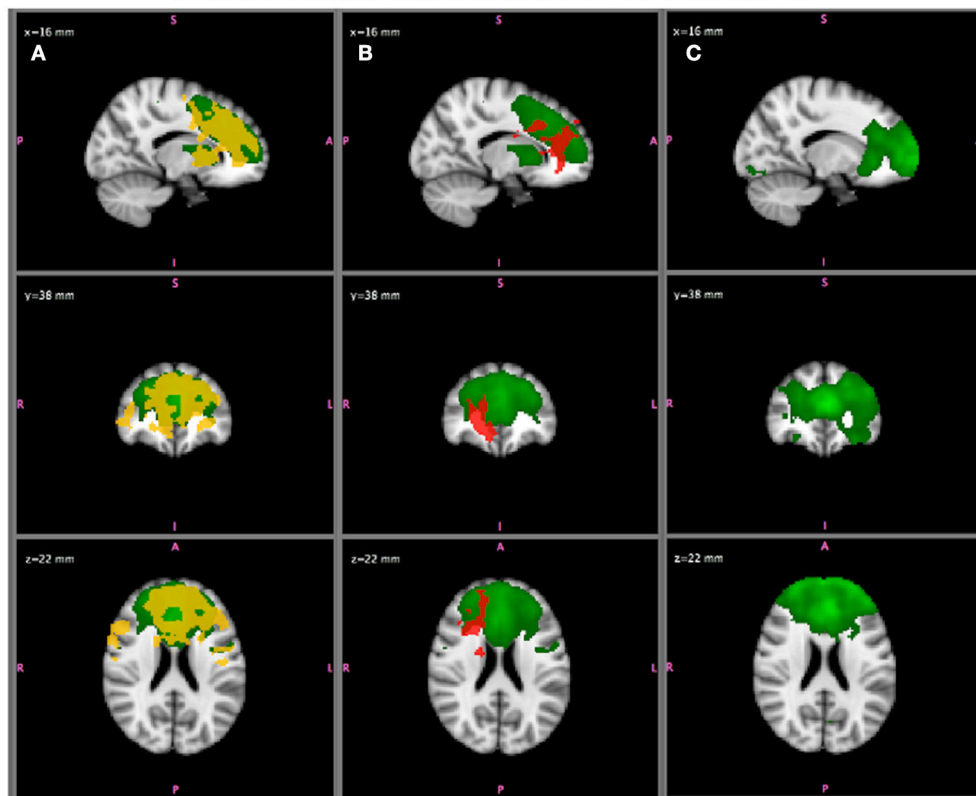 S S S
x=16 mm x=16 mm x=16 mm
A B C
P A P A P
I I I
S S S
y=38 mm y=38 mm y=38 mm
R L R L R
I I I
A A A
z=22 mm z=22 mm z=22 mm
R L R L R
P P P